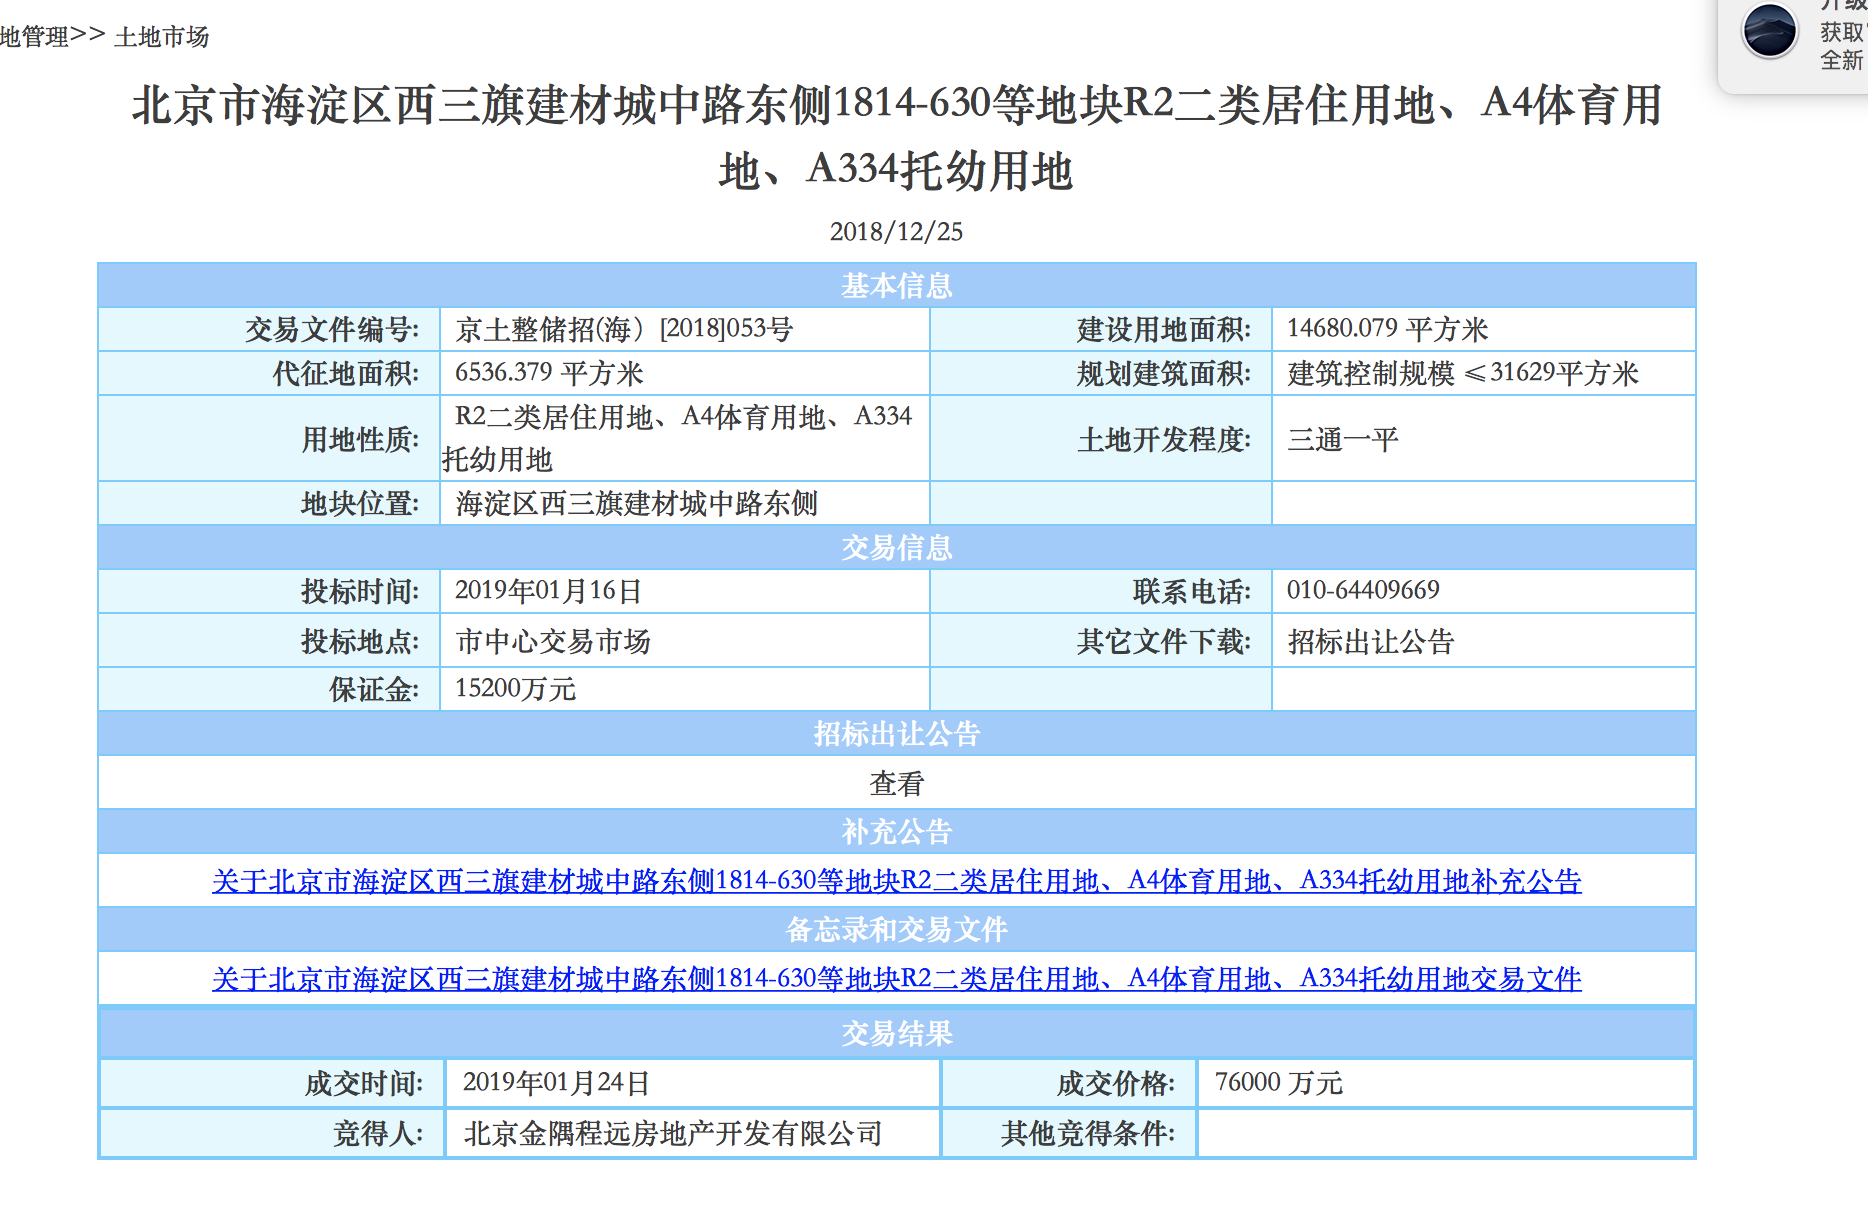 地管理>> 土地市场
获取
全新
北京市海淀区西三旗建材城中路东侧1814-630等地块R2二类居住用地、A4体育用
地、A334托幼用地
2018/12/25
基本信息
交易文件编号: 京土整储招(海）[2018]053号 建设用地面积: 14680.079 平方米
代征地面积: 6536.379 平方米 规划建筑面积: 建筑控制规模 ≤31629平方米
用地性质: R2二类居住用地、A4体育用地、A334
托幼用地
土地开发程度: 三通一平
地块位置: 海淀区西三旗建材城中路东侧
交易信息
投标时间: 2019年01月16日 联系电话: 010-64409669
投标地点: 市中心交易市场 其它文件下载: 招标出让公告
保证金: 15200万元
招标出让公告
查看
补充公告
关于北京市海淀区西三旗建材城中路东侧1814-630等地块R2二类居住用地、A4体育用地、A334托幼用地补充公告
备忘录和交易文件
关于北京市海淀区西三旗建材城中路东侧1814-630等地块R2二类居住用地、A4体育用地、A334托幼用地交易文件
交易结果
成交时间: 2019年01月24日 成交价格: 76000 万元
竞得人: 北京金隅程远房地产开发有限公司 其他竞得条件: